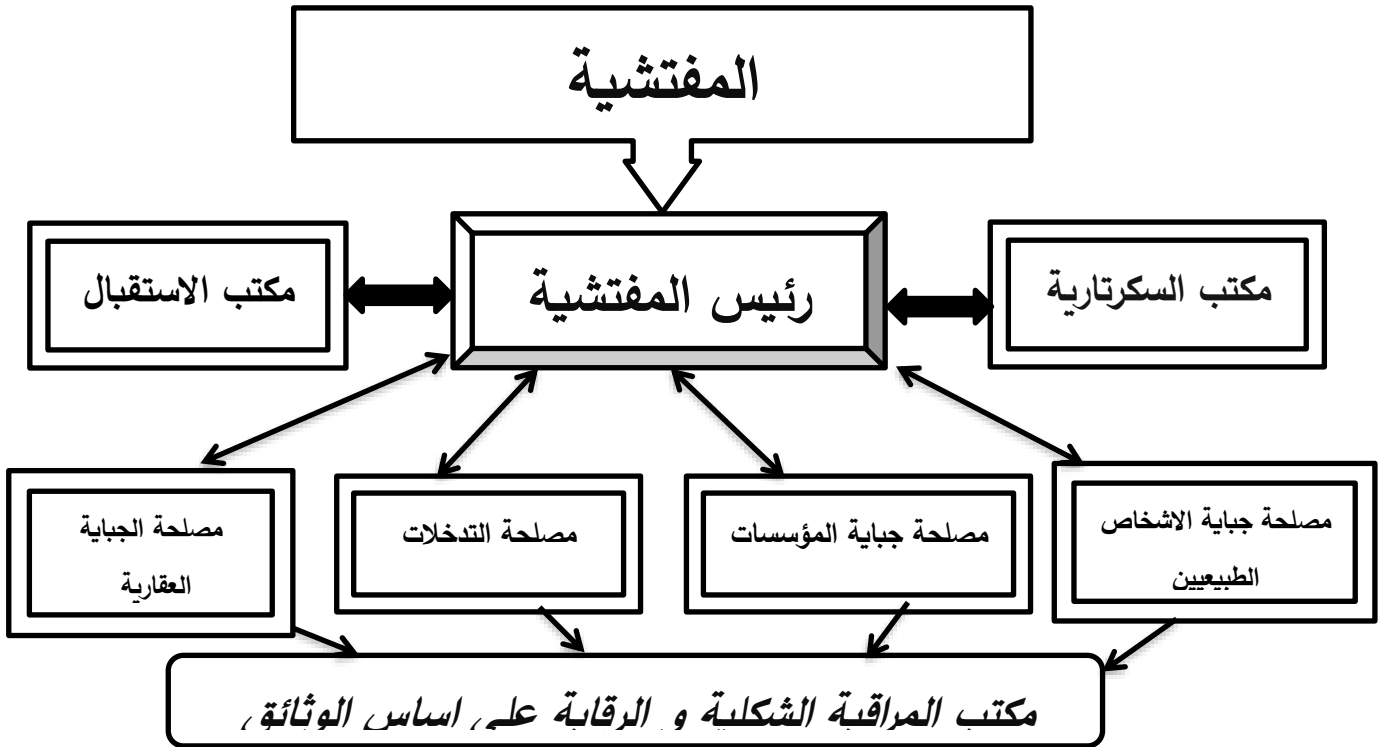 المفتشية
مكتب السكرتارية
رئيس المفتشية
مكتب الاستقبال
مصلحة جباية الاشخاص
الطبيعيين
مصلحة جباية المؤسسات
مصلحة التدخلات
مصلحة الجباية
العقارية
مكتب المراقبة الشكلية و الرقابة على اساس الوثائق